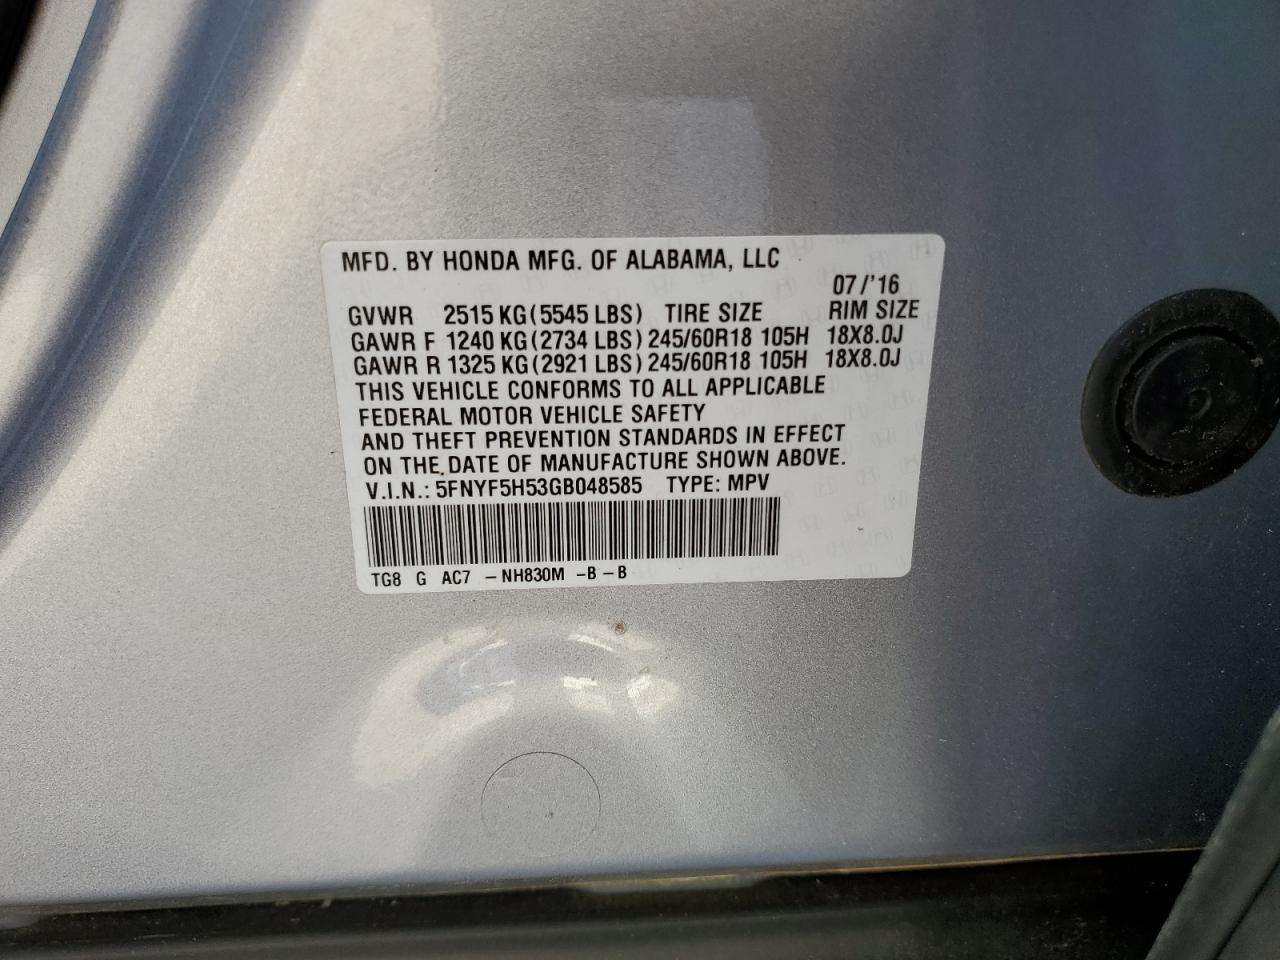 MFD. BY HONDA MFG. OF ALABAMA, LLC
07/'16
GVWR 2515 KG (5545 LBS) TIRE SIZE RIM SIZE
GAWR F 1240 KG (2734 LBS) 245/60R18 105H 18X8.0J
GAWR R 1325 KG (2921 LBS) 245/60R18 105H 18X8.0J
THIS VEHICLE CONFORMS TO ALL APPLICABLE
FEDERAL MOTOR VEHICLE SAFETY
AND THEFT PREVENTION STANDARDS IN EFFECT
ON THE DATE OF MANUFACTURE SHOWN ABOVE.
V.I.N.: 5FNYF5H53GB048585 TYPE: MPV
TG8 G AC7 -NH830M -B-B